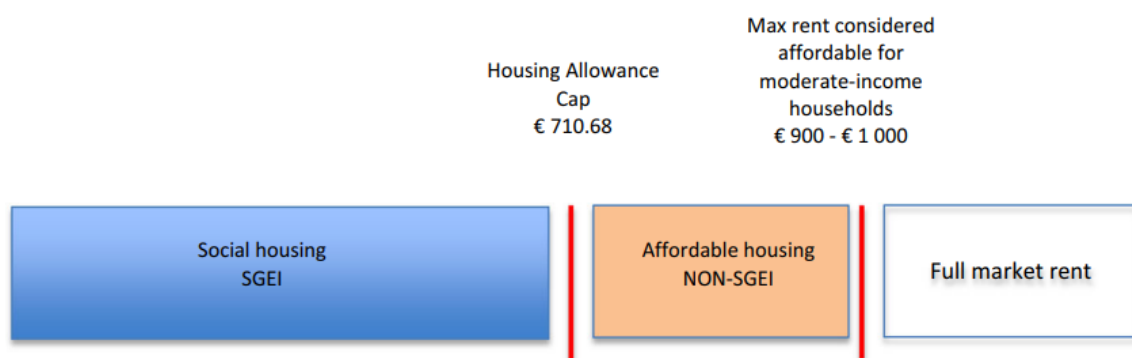 Max rent considered
affordable for
moderate-income
households
€ 900 - € 1 000
Housing Allowance
Cap
€ 710.68
Social housing
SGEI
Affordable housing
NON-SGEI
Full market rent